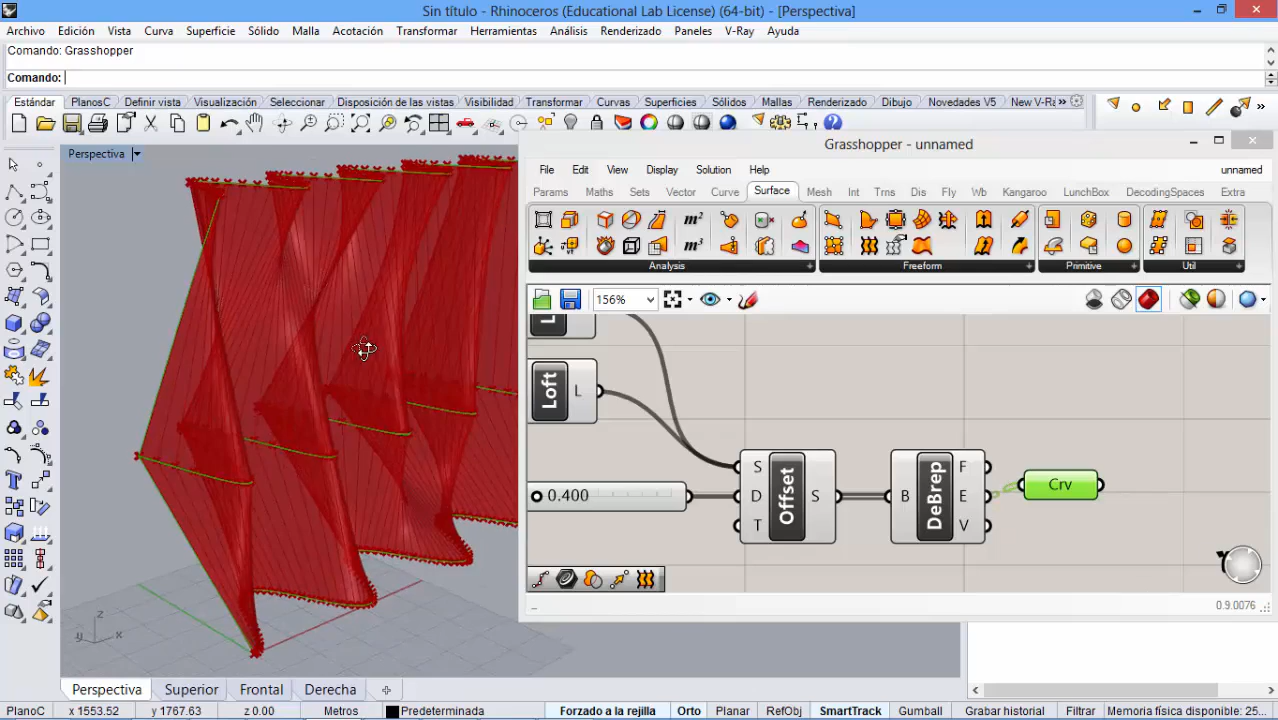 Sin título - Rhinoceros (Educational Lab License) (64-bit) - [Perspectiva]
Archivo Edición Vista Curva Superficie Sólido Malla Acotación Transformar Herramientas Análisis Renderizado Paneles V-Ray Ayuda
Comando: Grasshopper
Comando:
Estándar PlanosC Definir vista Visualización Seleccionar Disposición de las vistas Visibilidad Transformar Curvas Superficies Sólidos Mallas Renderizado Dibujo Novedades V5 New V-Ra
Perspectiva
Grasshopper - unnamed
File Edit View Display Solution Help unnamed
Params Maths Sets Vector Curve Surface Mesh Int Trns Dis Fly Wb Kangaroo LunchBox DecodingSpaces Extra
m²
m³
Analysis Freeform Primitive Util
156%
Loft L
0.400
S D T Offset S
B DeBrep F E V
Crv
0.9.0076
z
y x
Perspectiva Superior Frontal Derecha
PlanoC x 1553.52 y 1767.63 z 0.00 Metros Predeterminada Forzado a la rejilla Orto Planar RefObj SmartTrack Gumball Grabar historial Filtrar Memoria física disponible: 25...